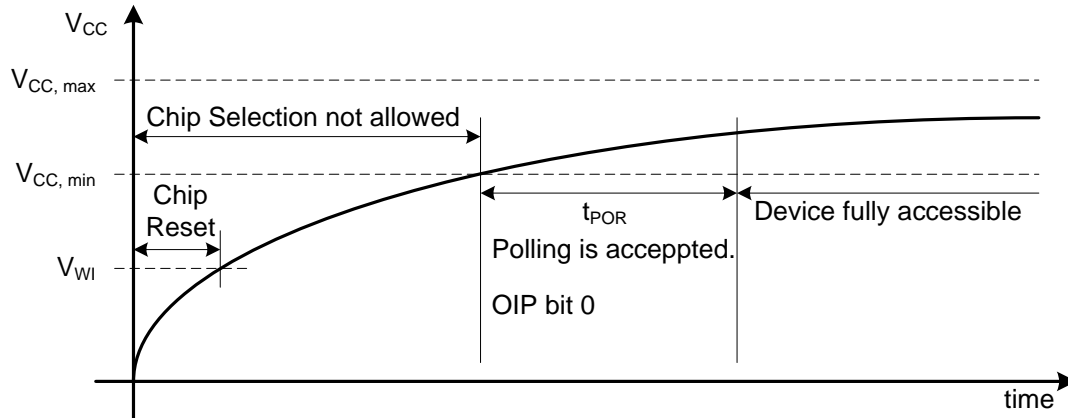 VCC
VCC, max
Chip Selection not allowed
VCC, min
Chip
Reset
tPOR
Device fully accessible
Polling is acceppted.
VWI
OIP bit 0
time